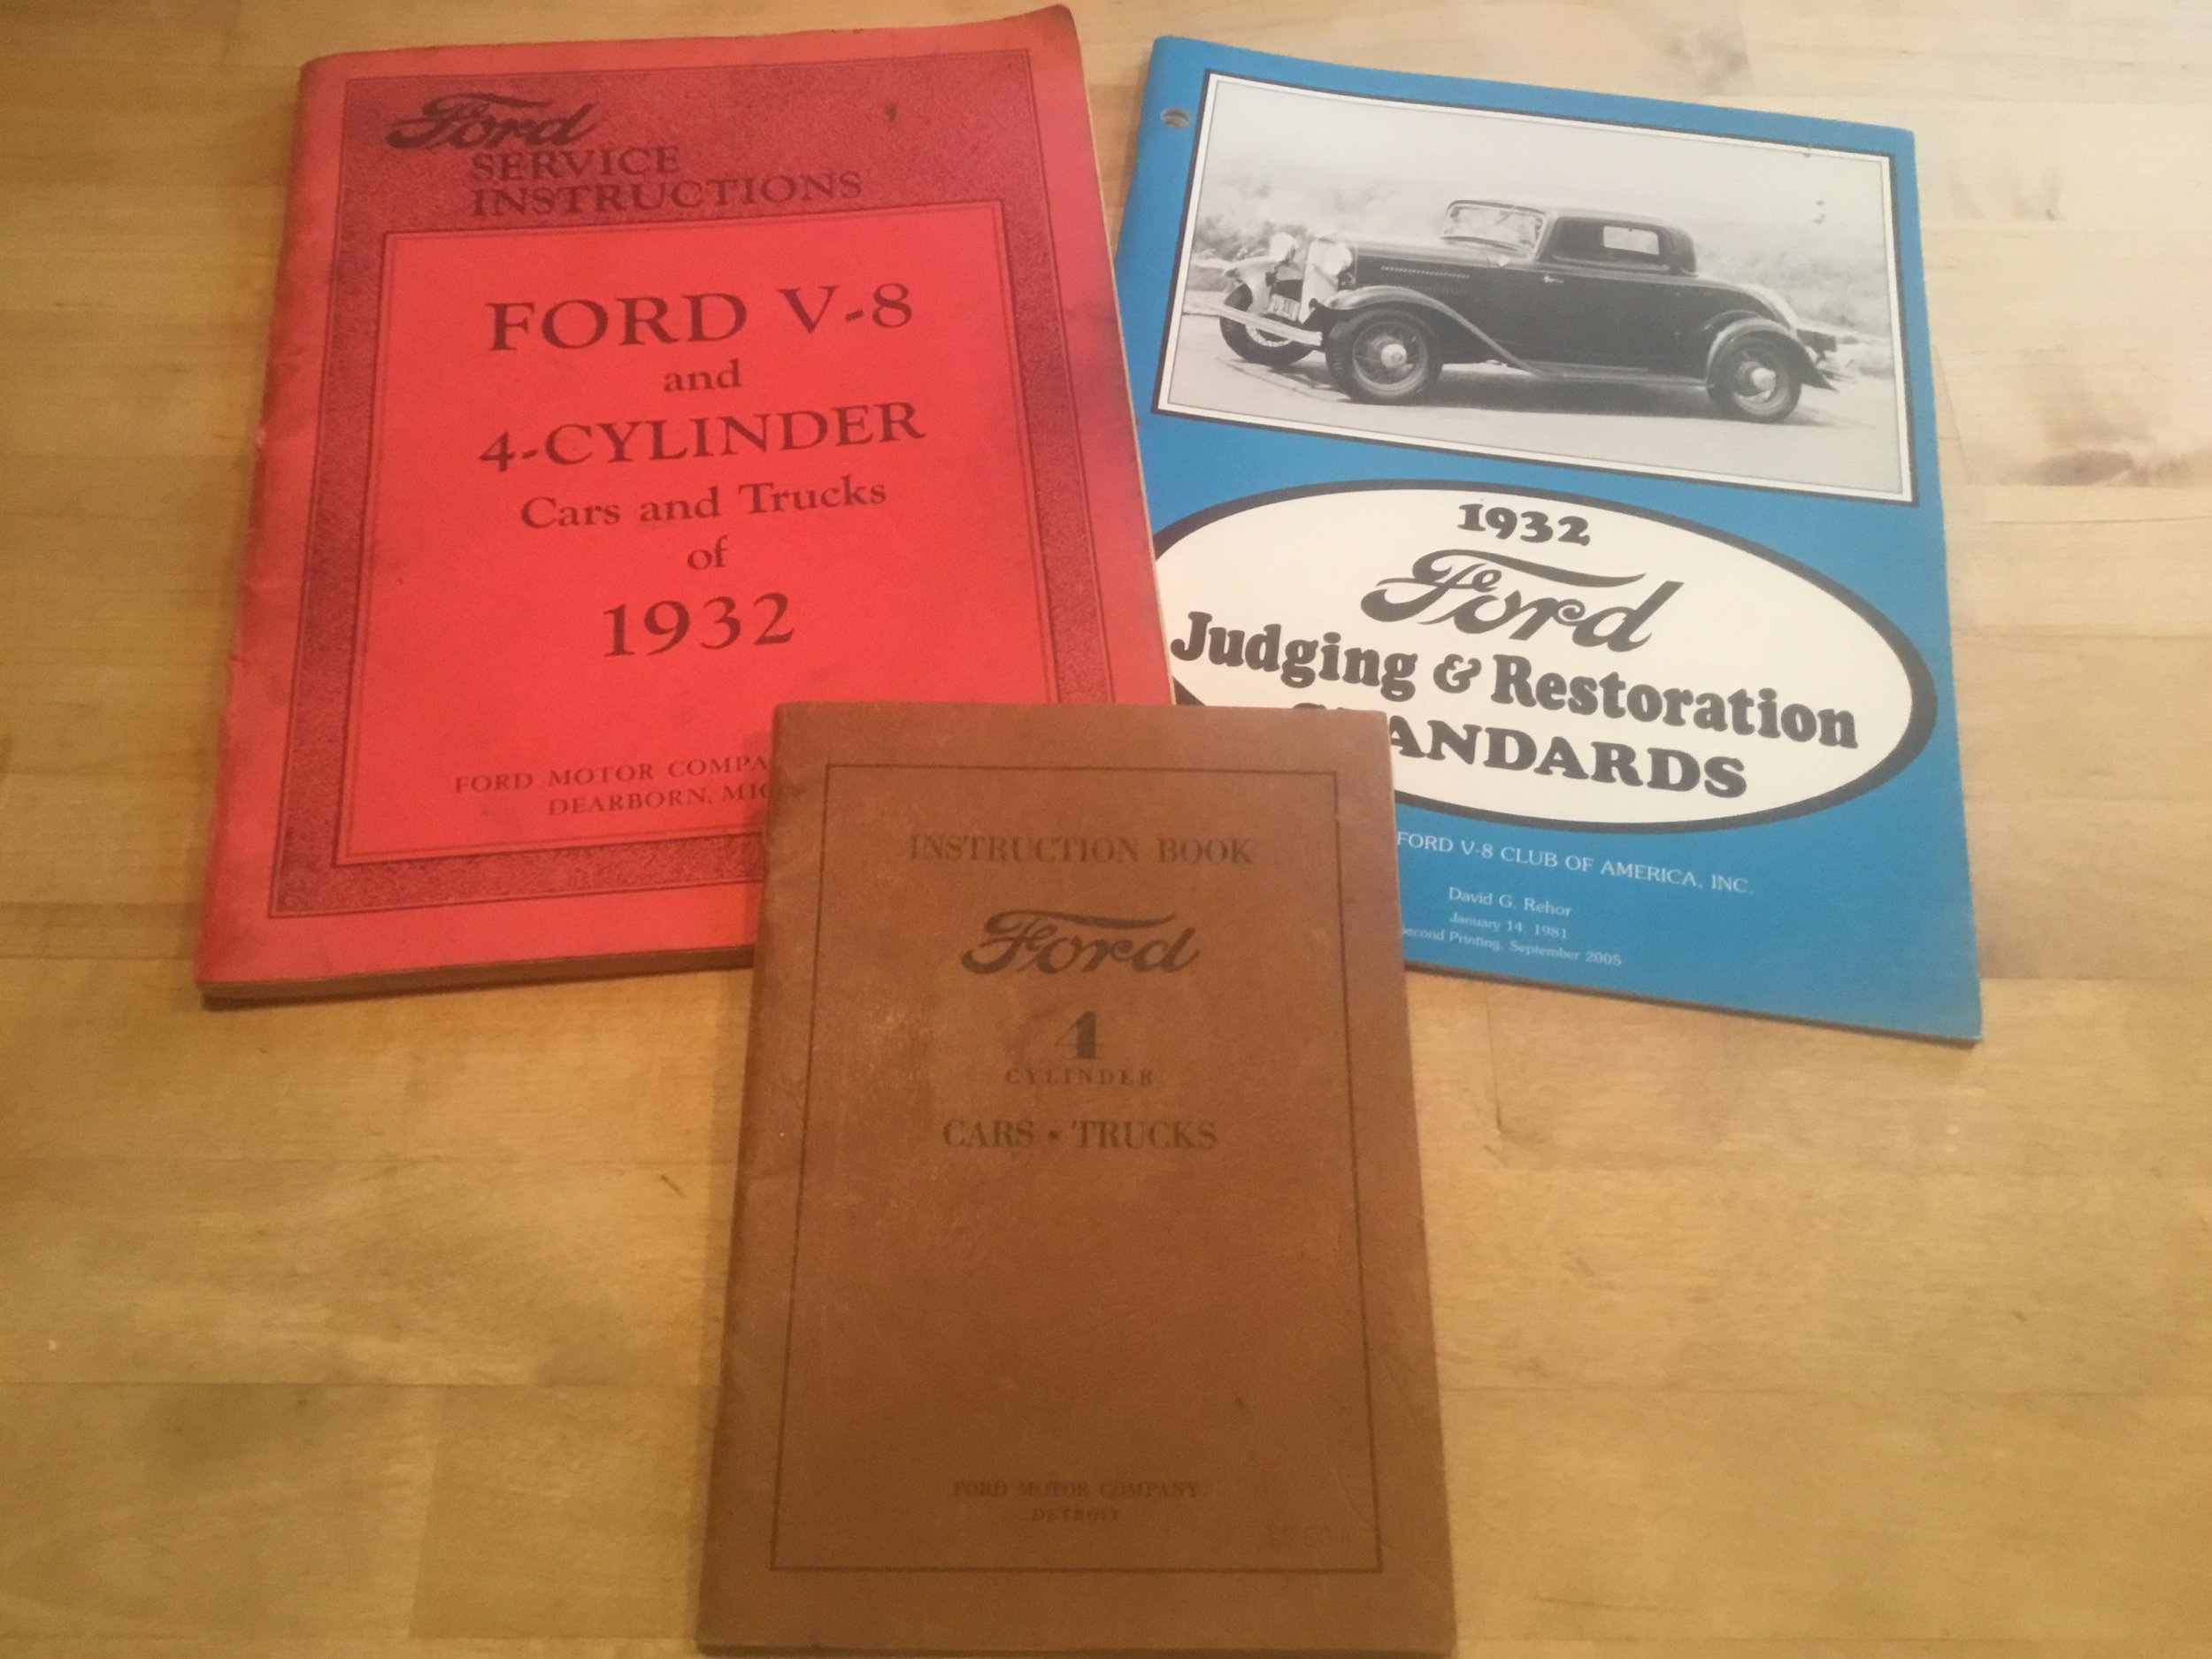 Ford
SERVICE
INSTRUCTIONS
FORD V-8
and
4-CYLINDER
Cars and Trucks
of
1932
FORD MOTOR COMPA
DEARBORN, MIC
1932
Ford
Judging & Restoration
STANDARDS
FORD V-8 CLUB OF AMERICA, INC.
David G. Rehor
January 14, 1981
Second Printing, September 2005
INSTRUCTION BOOK
Ford
4
CYLINDER
CARS • TRUCKS
FORD MOTOR COMPANY
DETROIT